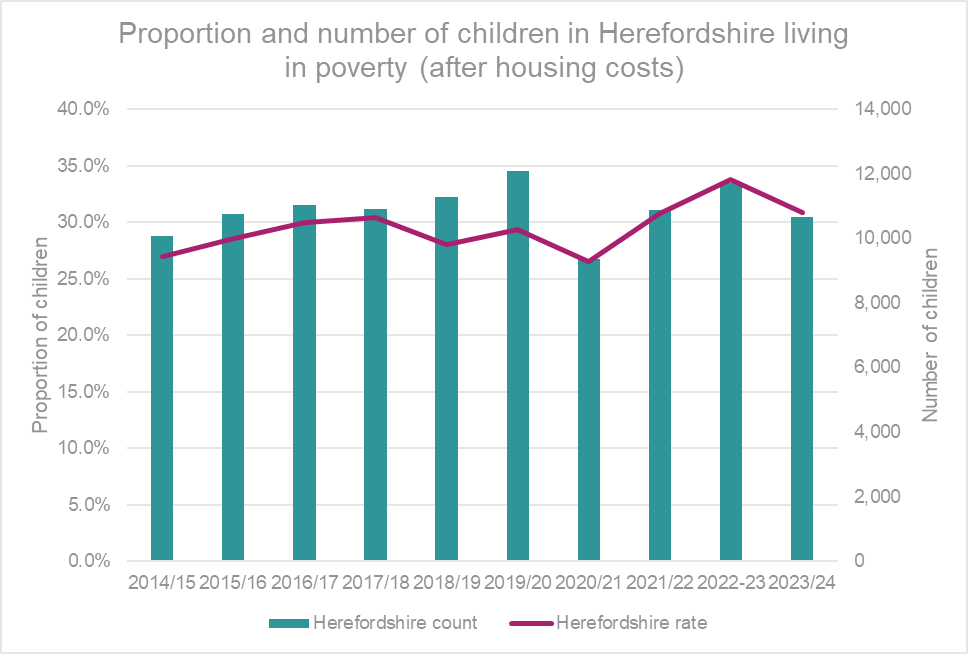 Proportion and number of children in Herefordshire living
in poverty (after housing costs)
40.0%
35.0%
30.0%
25.0%
20.0%
15.0%
10.0%
5.0%
0.0%
Proportion of children
14,000
12,000
10,000
8,000
6,000
4,000
2,000
0
Number of children
2014/15 2015/16 2016/17 2017/18 2018/19 2019/20 2020/21 2021/22 2022-23 2023/24
Herefordshire count Herefordshire rate